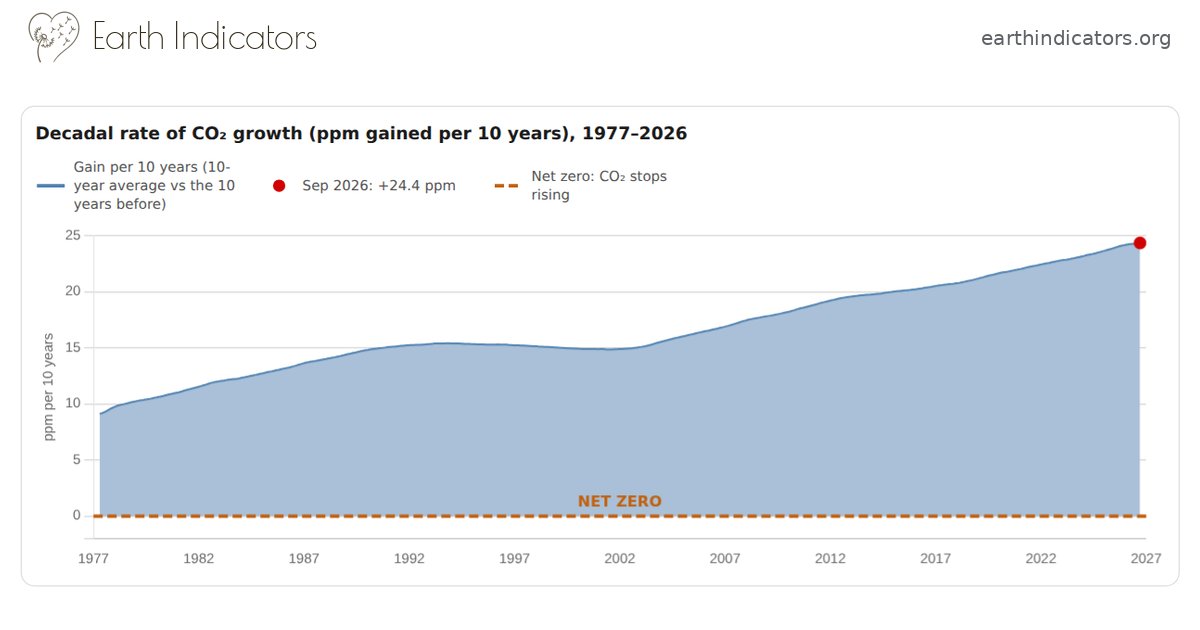 Earth Indicators
earthindicators.org
Decadal rate of CO₂ growth (ppm gained per 10 years), 1977–2026
Gain per 10 years (10-
year average vs the 10
years before)
Sep 2026: +24.4 ppm
Net zero: CO₂ stops
rising
25
20
15
10
5
0
ppm per 10 years
NET ZERO
1977
1982
1987
1992
1997
2002
2007
2012
2017
2022
2027